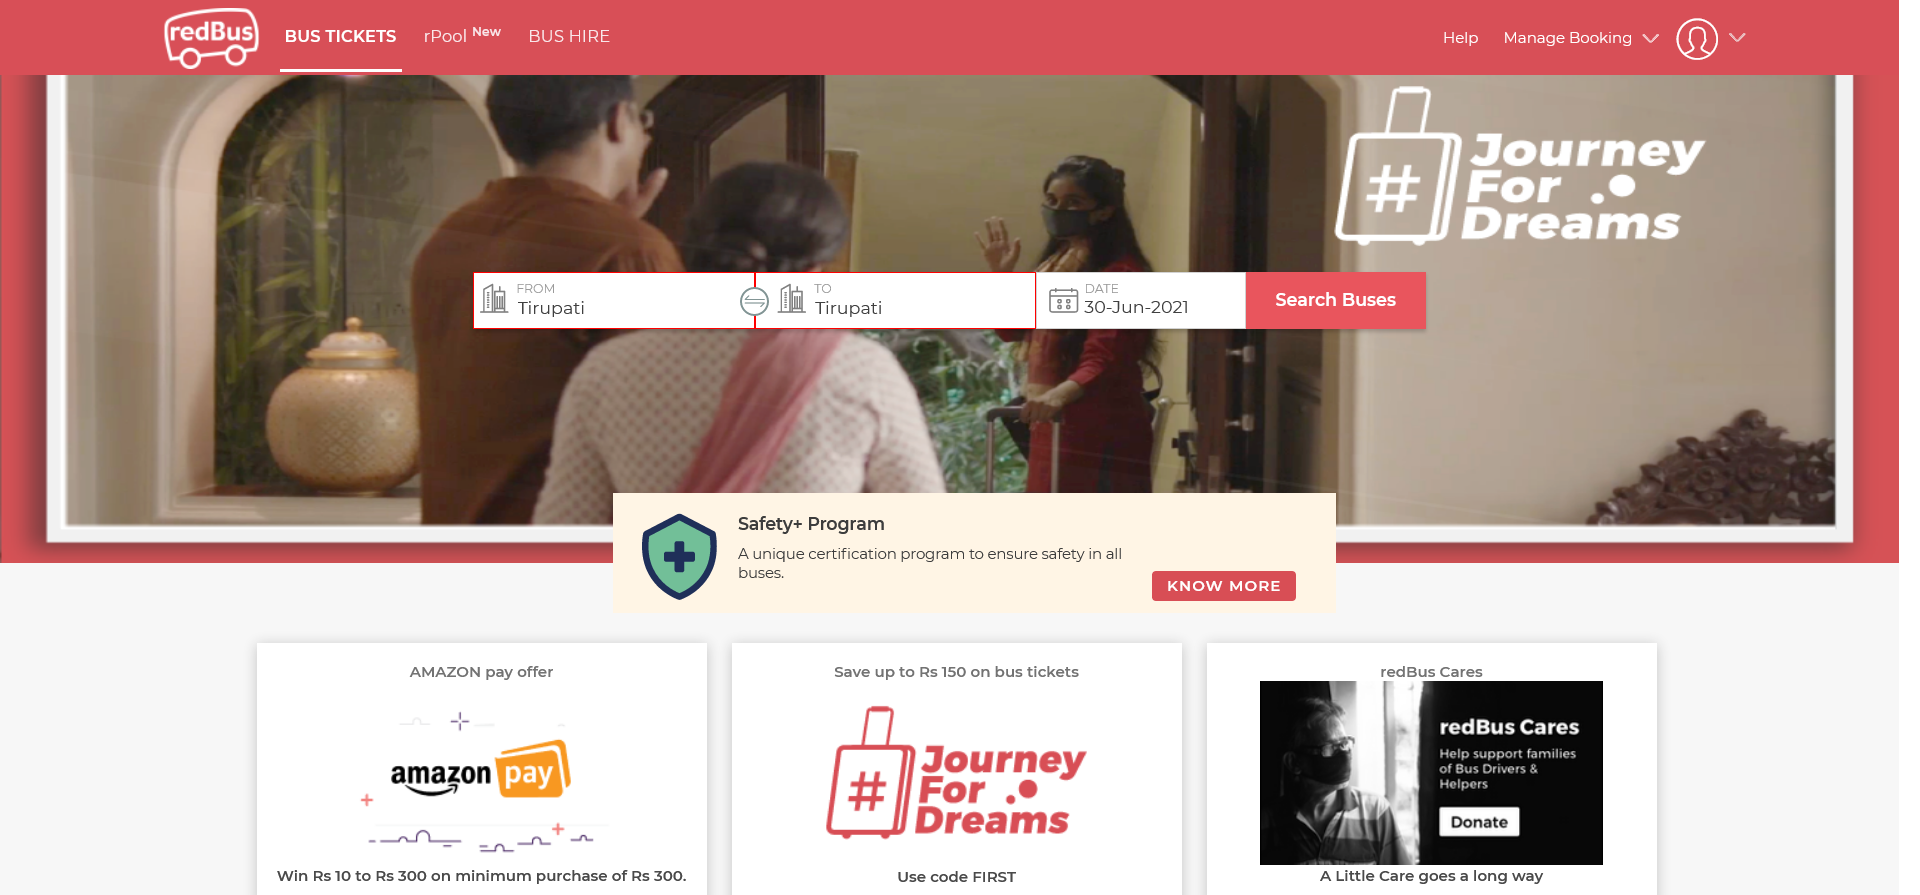 redBus
BUS TICKETS
rPool New
BUS HIRE
Help
Manage Booking
# Journey
For
Dreams
FROM
Tirupati
TO
Tirupati
DATE
30-Jun-2021
Search Buses
Safety+ Program
A unique certification program to ensure safety in all
buses.
KNOW MORE
AMAZON pay offer
amazon pay
Win Rs 10 to Rs 300 on minimum purchase of Rs 300.
Save up to Rs 150 on bus tickets
# Journey
For
Dreams
Use code FIRST
redBus Cares
redBus Cares
Help support families
of Bus Drivers &
Helpers
Donate
A Little Care goes a long way